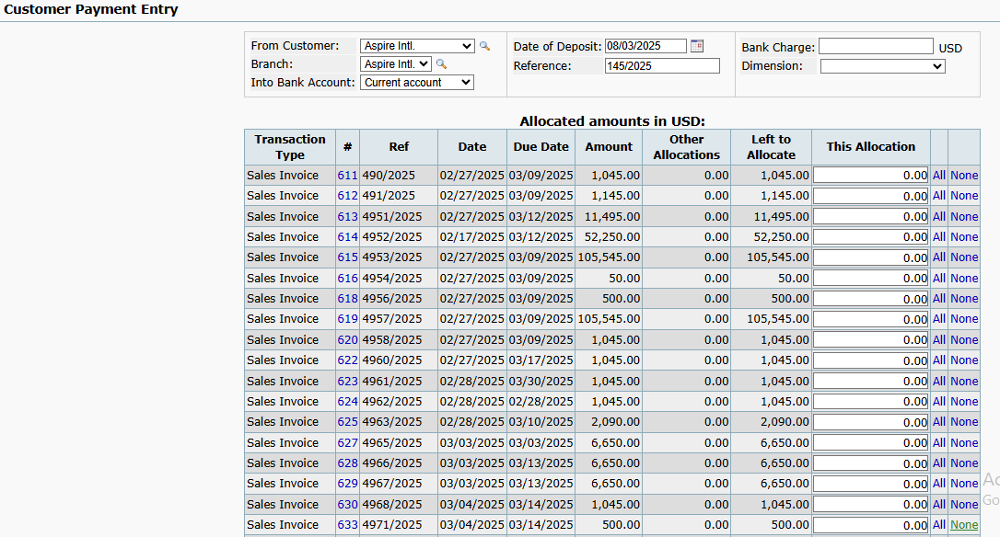 Customer Payment Entry
From Customer: Aspire Intl.
Branch: Aspire Intl.
Into Bank Account: Current account
Date of Deposit: 08/03/2025
Reference: 145/2025
Bank Charge: USD
Dimension:
Allocated amounts in USD:
Transaction Type # Ref Date Due Date Amount Other Allocations Left to Allocate This Allocation
Sales Invoice 611 490/2025 02/27/2025 03/09/2025 1,045.00 0.00 1,045.00 0.00 All None
Sales Invoice 612 491/2025 02/27/2025 03/09/2025 1,145.00 0.00 1,145.00 0.00 All None
Sales Invoice 613 4951/2025 02/27/2025 03/12/2025 11,495.00 0.00 11,495.00 0.00 All None
Sales Invoice 614 4952/2025 02/17/2025 03/12/2025 52,250.00 0.00 52,250.00 0.00 All None
Sales Invoice 615 4953/2025 02/27/2025 03/09/2025 105,545.00 0.00 105,545.00 0.00 All None
Sales Invoice 616 4954/2025 02/27/2025 03/09/2025 50.00 0.00 50.00 0.00 All None
Sales Invoice 618 4956/2025 02/27/2025 03/09/2025 500.00 0.00 500.00 0.00 All None
Sales Invoice 619 4957/2025 02/27/2025 03/09/2025 105,545.00 0.00 105,545.00 0.00 All None
Sales Invoice 620 4958/2025 02/27/2025 03/09/2025 1,045.00 0.00 1,045.00 0.00 All None
Sales Invoice 622 4960/2025 02/27/2025 03/17/2025 1,045.00 0.00 1,045.00 0.00 All None
Sales Invoice 623 4961/2025 02/28/2025 03/30/2025 1,045.00 0.00 1,045.00 0.00 All None
Sales Invoice 624 4962/2025 02/28/2025 02/28/2025 1,045.00 0.00 1,045.00 0.00 All None
Sales Invoice 625 4963/2025 02/28/2025 03/10/2025 2,090.00 0.00 2,090.00 0.00 All None
Sales Invoice 627 4965/2025 03/03/2025 03/03/2025 6,650.00 0.00 6,650.00 0.00 All None
Sales Invoice 628 4966/2025 03/03/2025 03/13/2025 6,650.00 0.00 6,650.00 0.00 All None
Sales Invoice 629 4967/2025 03/03/2025 03/13/2025 6,650.00 0.00 6,650.00 0.00 All None
Sales Invoice 630 4968/2025 03/04/2025 03/14/2025 1,045.00 0.00 1,045.00 0.00 All None
Sales Invoice 633 4971/2025 03/04/2025 03/14/2025 500.00 0.00 500.00 0.00 All None